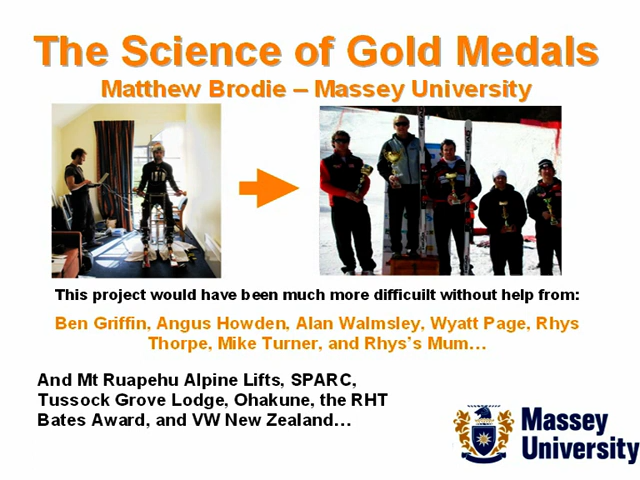 The Science of Gold Medals
Matthew Brodie – Massey University
This project would have been much more difficuilt without help from:
Ben Griffin, Angus Howden, Alan Walmsley, Wyatt Page, Rhys
Thorpe, Mike Turner, and Rhys's Mum...
And Mt Ruapehu Alpine Lifts, SPARC,
Tussock Grove Lodge, Ohakune, the RHT
Bates Award, and VW New Zealand...
Massey
University